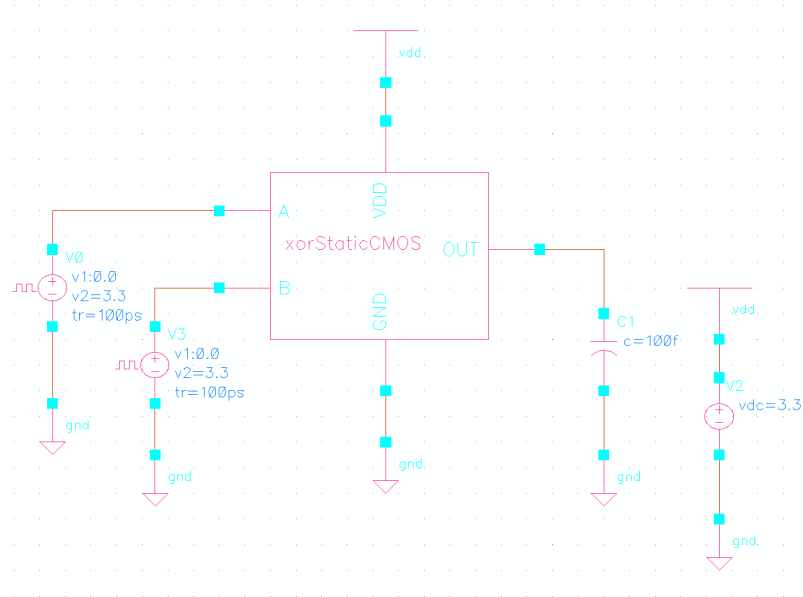 vdd
A
VDD
xorStaticCMOS
OUT
B
GND
V0
v1:0.0
v2=3.3
tr=100ps
gnd
V3
v1:0.0
v2=3.3
tr=100ps
gnd
gnd
C1
c=100f
gnd
vdd
V2
vdc=3.3
gnd